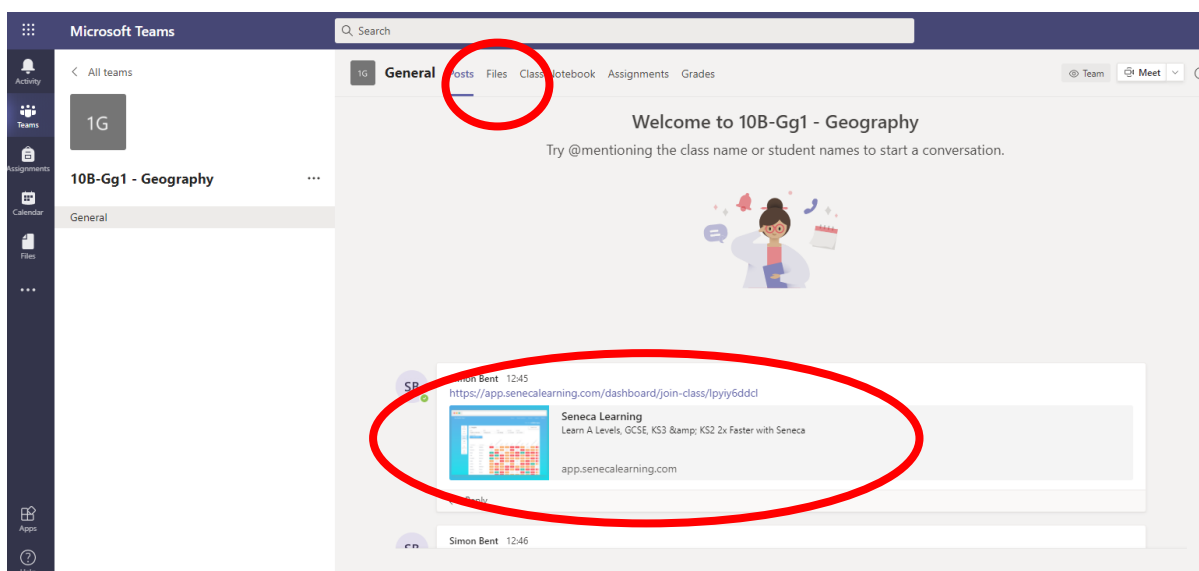 Microsoft Teams
Search
Activity
Teams
Assignments
Calendar
Files
Apps
All teams
1G
10B-Gg1 - Geography
General
1G General Posts Files Class Notebook Assignments Grades
Team Meet
Welcome to 10B-Gg1 - Geography
Try @mentioning the class name or student names to start a conversation.
SB Simon Bent 12:45
https://app.senecalearning.com/dashboard/join-class/lpyiy6ddcl
Seneca Learning
Learn A Levels, GCSE, KS3 &amp; KS2 2x Faster with Seneca
app.senecalearning.com
Reply
Simon Bent 12:46